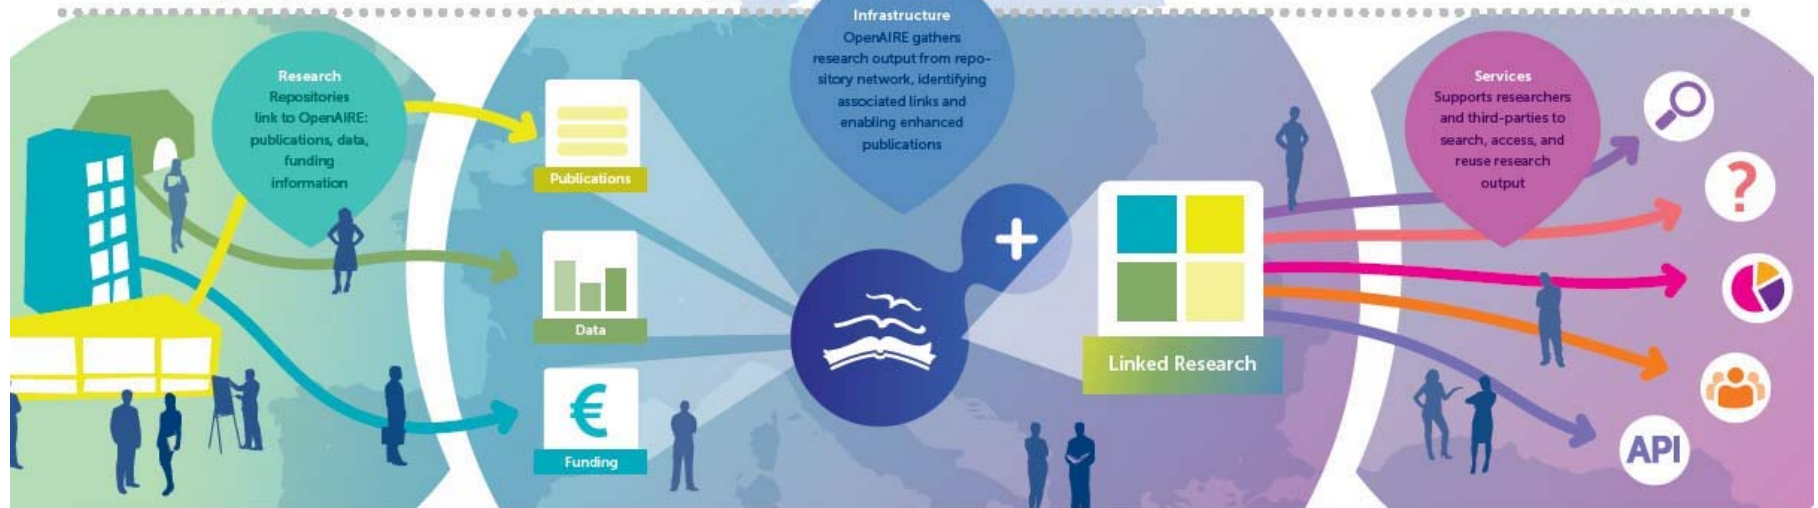 Research
Repositories
link to OpenAIRE:
publications, data,
funding
information
Publications
Data
€
Funding
Infrastructure
OpenAIRE gathers
research output from repo-
sitory network, identifying
associated links and
enabling enhanced
publications
+
Linked Research
Services
Supports researchers
and third-parties to
search, access, and
reuse research
output
?
API